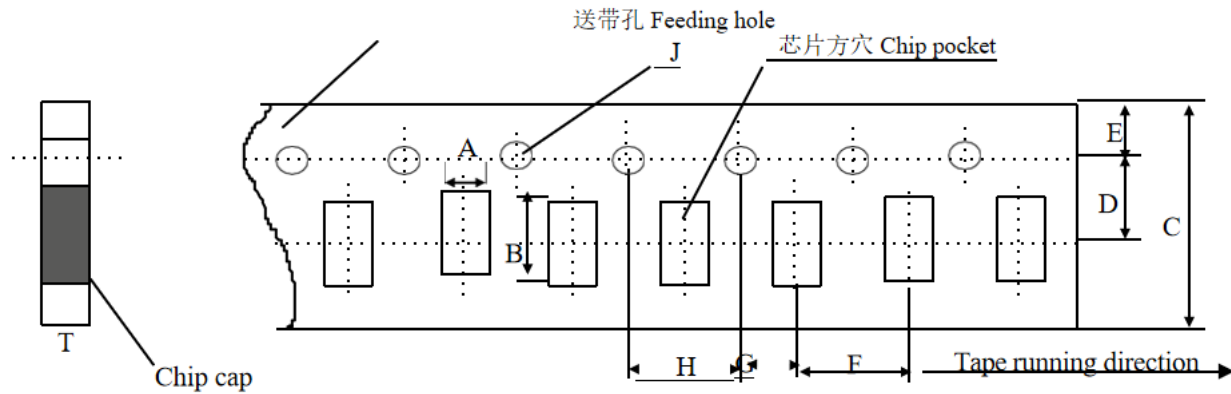 送带孔 Feeding hole
J
芯片方穴 Chip pocket
A
E
B
D
C
T
H
G
F
Tape running direction
Chip cap